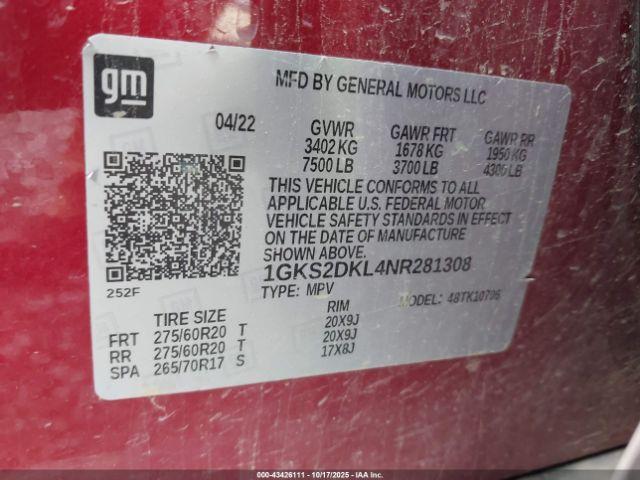 gm
MFD BY GENERAL MOTORS LLC
04/22 GVWR GAWR FRT GAWR RR
3402 KG 1678 KG 1950 KG
7500 LB 3700 LB 4300 LB
THIS VEHICLE CONFORMS TO ALL
APPLICABLE U.S. FEDERAL MOTOR
VEHICLE SAFETY STANDARDS IN EFFECT
ON THE DATE OF MANUFACTURE
SHOWN ABOVE.
1GKS2DKL4NR281308
252F
TYPE: MPV MODEL: 48TK10706
TIRE SIZE RIM
FRT 275/60R20 T 20X9J
RR 275/60R20 T 20X9J
SPA 265/70R17 S 17X8J
000-43426111 - 10/17/2025 - IAAI.com